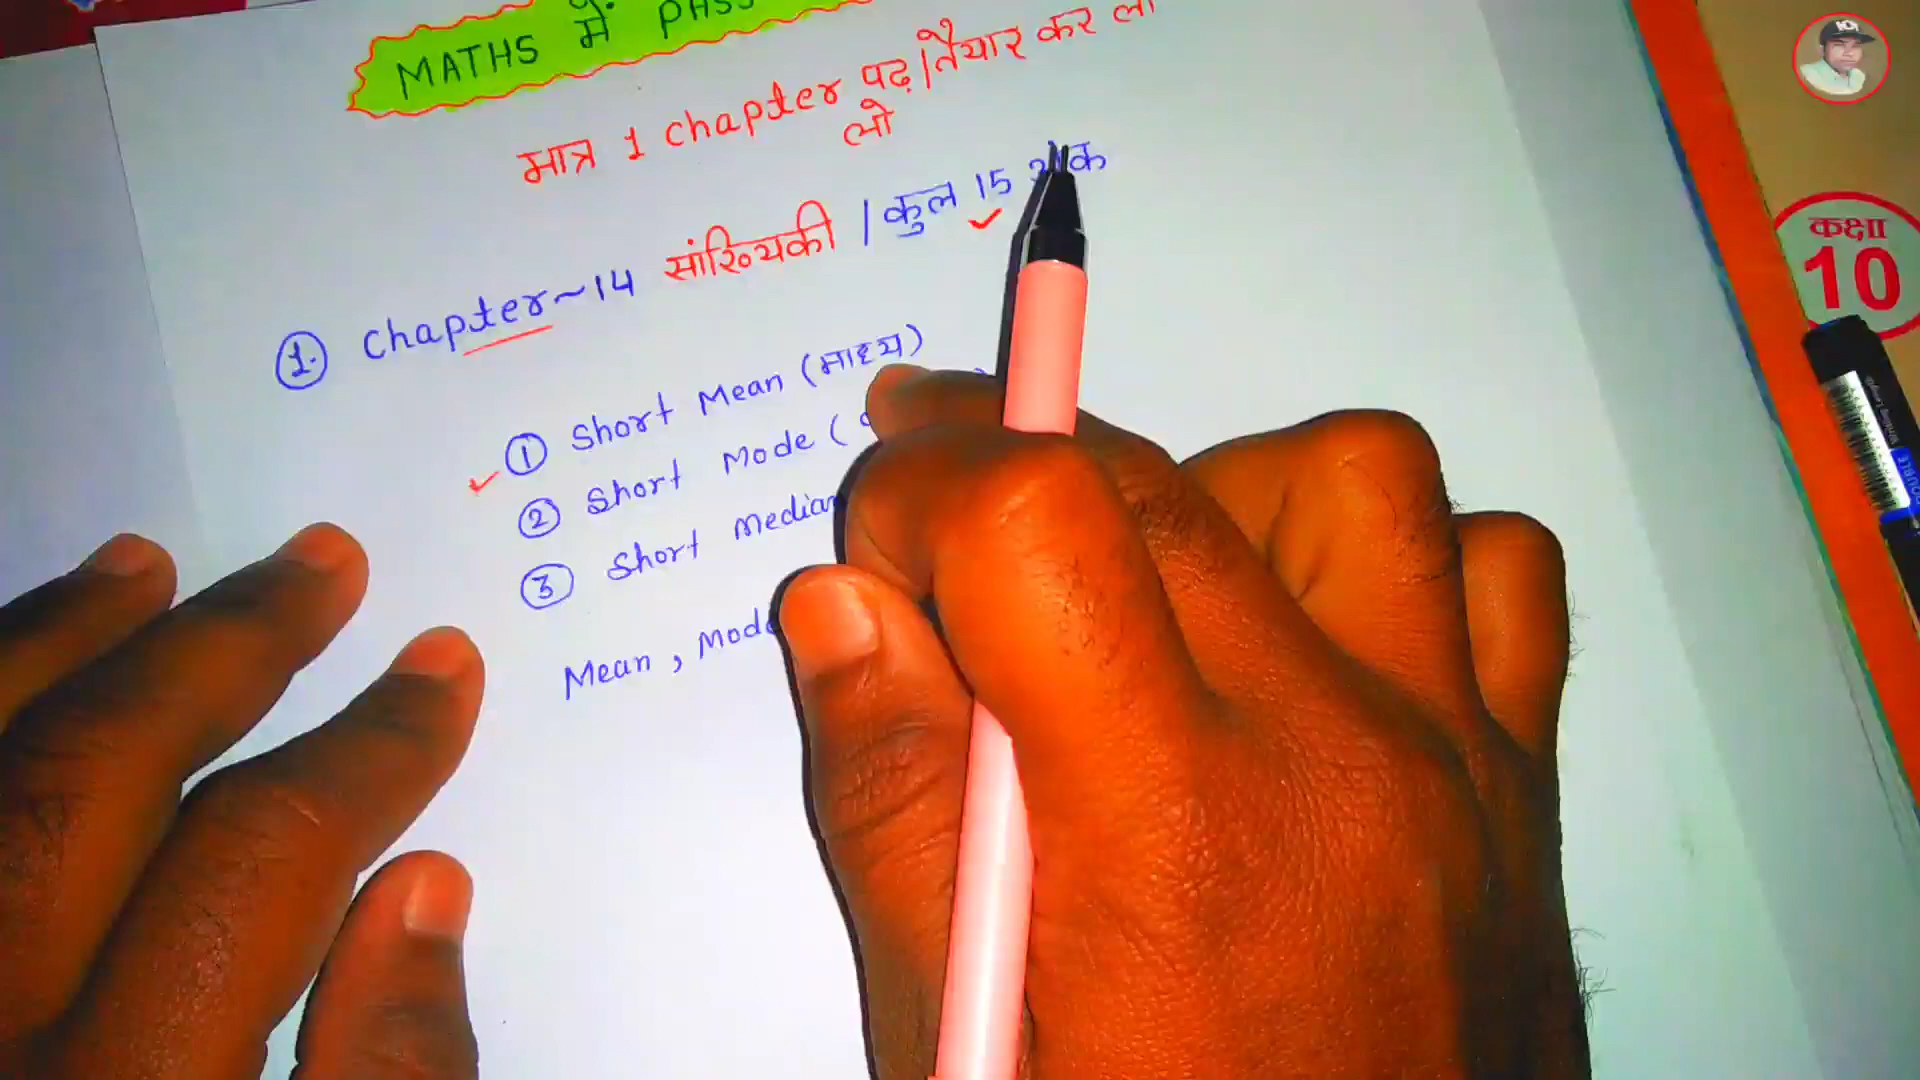 MATHS में PASS
मात्र 1 chapter पढ़/तैयार कर लो
लो
1. Chapter~14 सांख्यिकी / कुल 15 अंक
① Short Mean (माध्य)
② Short Mode (
③ Short Median
Mean, Mode
कक्षा
10